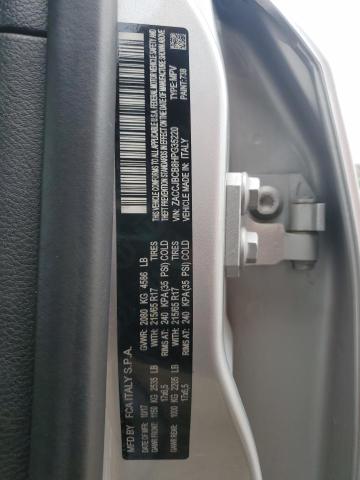 MFD BY FCA ITALY S.P.A.
DATE OF MFR: 10/17 GVWR: 2080 KG 4586 LB
GAWR FRONT: 1150 KG 2535 LB WITH: 215/65 R17 TIRES
17x6.5 RIMS AT: 240 KPA(35 PSI) COLD
GAWR REAR: 1000 KG 2205 LB WITH: 215/65 R17 TIRES
17x6.5 RIMS AT: 240 KPA(35 PSI) COLD
THIS VEHICLE CONFORMS TO ALL APPLICABLE U.S.A. FEDERAL MOTOR VEHICLE SAFETY,
BUMPER AND THEFT PREVENTION STANDARDS IN EFFECT ON THE DATE OF MANUFACTURE SHOWN ABOVE
VIN: ZACCJBCB8HPG35220 TYPE: MPV
VEHICLE MADE IN: ITALY PAINT: 738